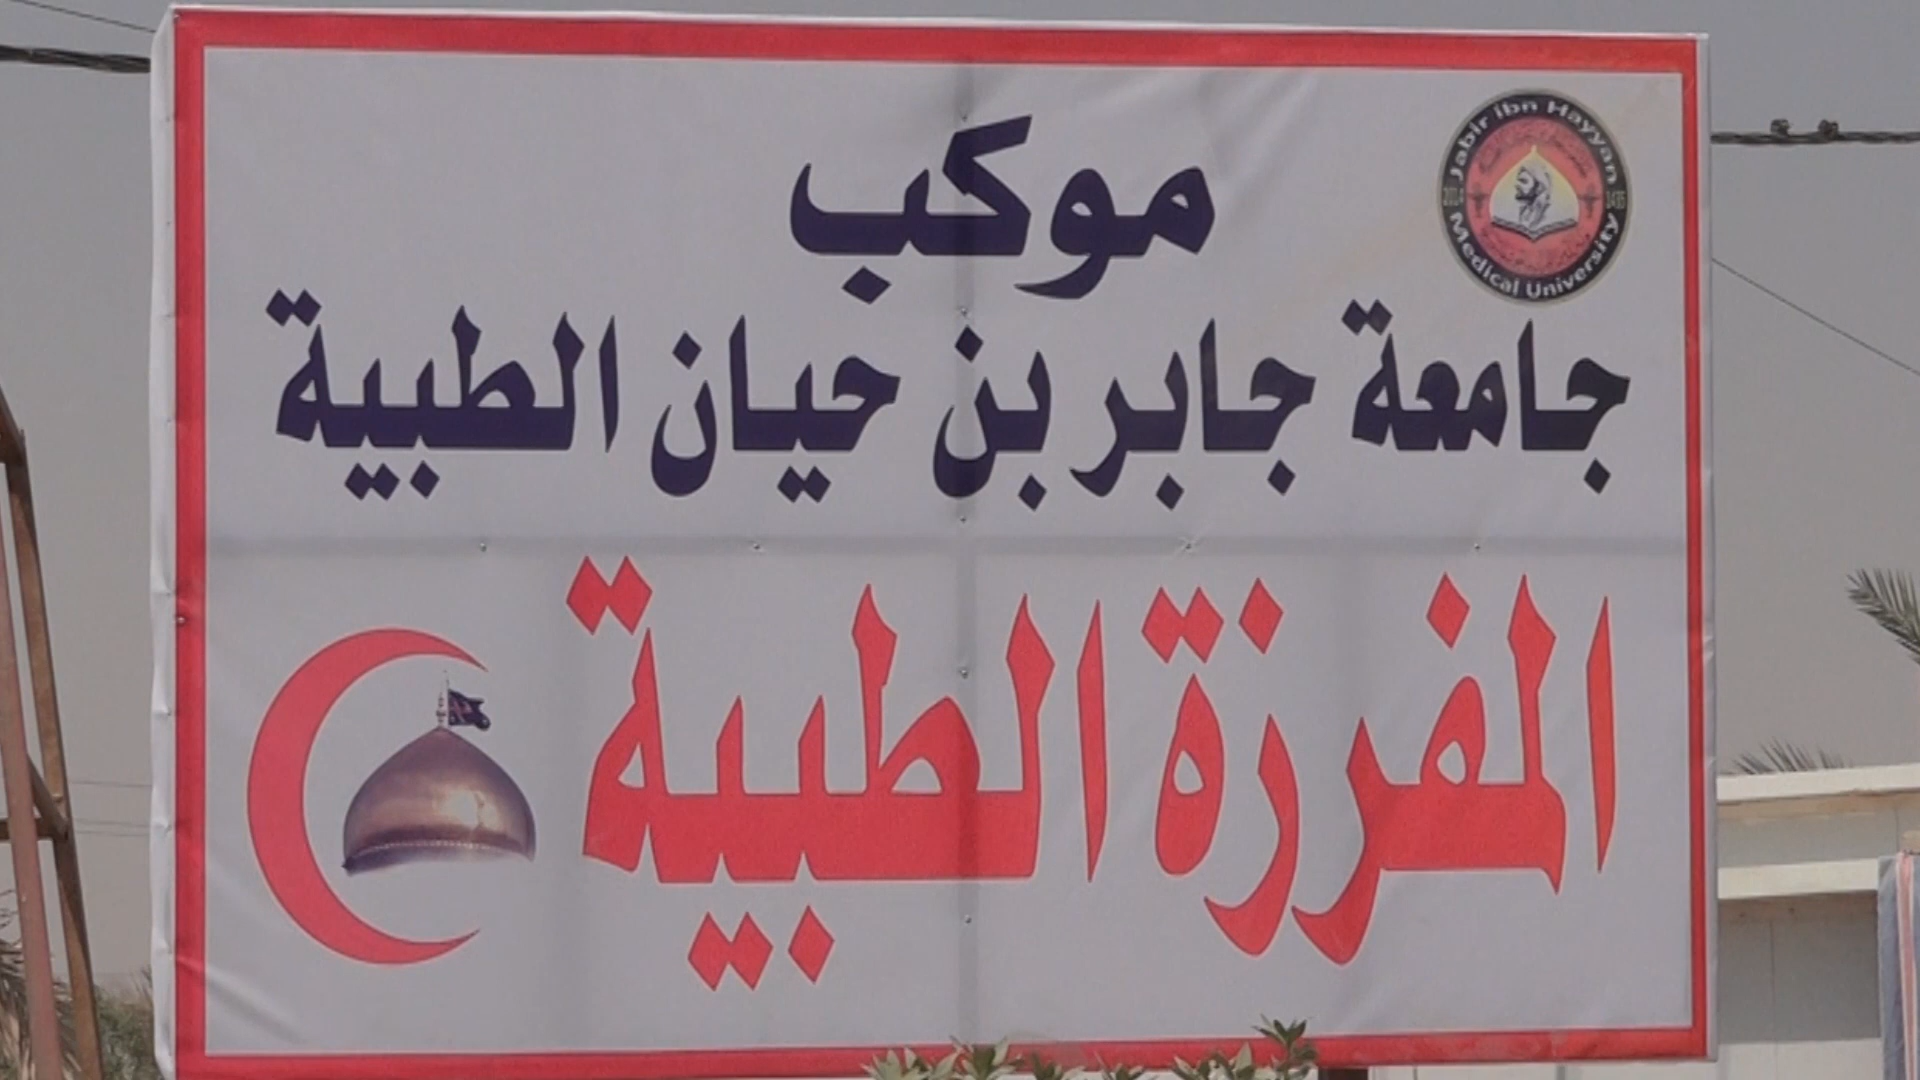 موكب
جامعة جابر بن حيان الطبية
المفرزة الطبية
Jabir ibn Hayyan
Medical University